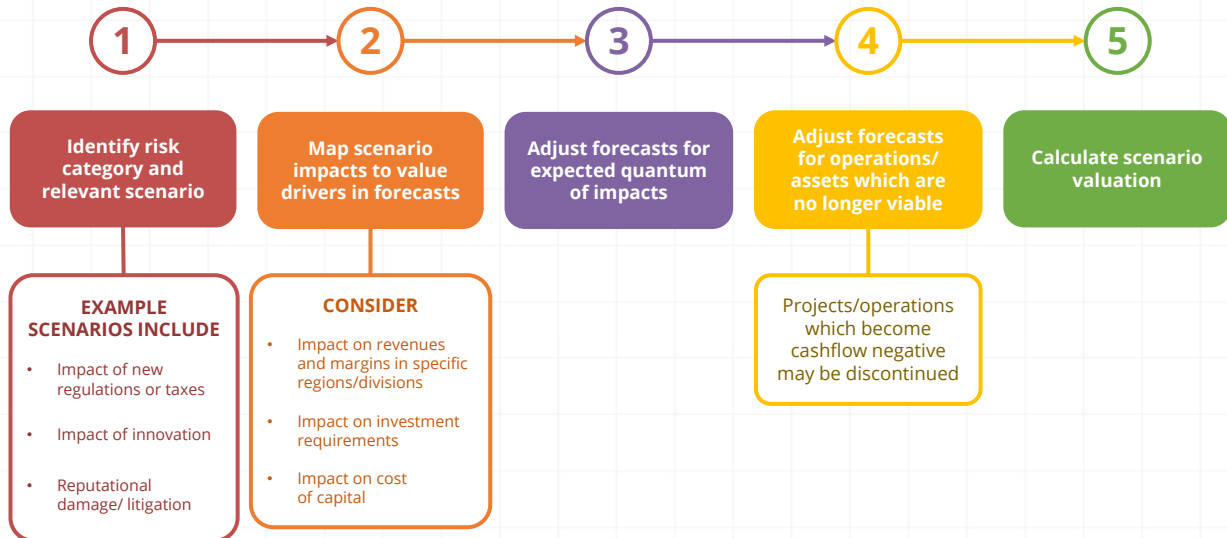 1
2
3
4
5
Identify risk
category and
relevant scenario
Map scenario
impacts to value
drivers in forecasts
Adjust forecasts for
expected quantum
of impacts
Adjust forecasts
for operations/
assets which are
no longer viable
Calculate scenario
valuation
EXAMPLE
SCENARIOS INCLUDE
• Impact of new
regulations or taxes
• Impact of innovation
• Reputational
damage/ litigation
CONSIDER
• Impact on revenues
and margins in specific
regions/divisions
• Impact on investment
requirements
• Impact on cost
of capital
Projects/operations
which become
cashflow negative
may be discontinued